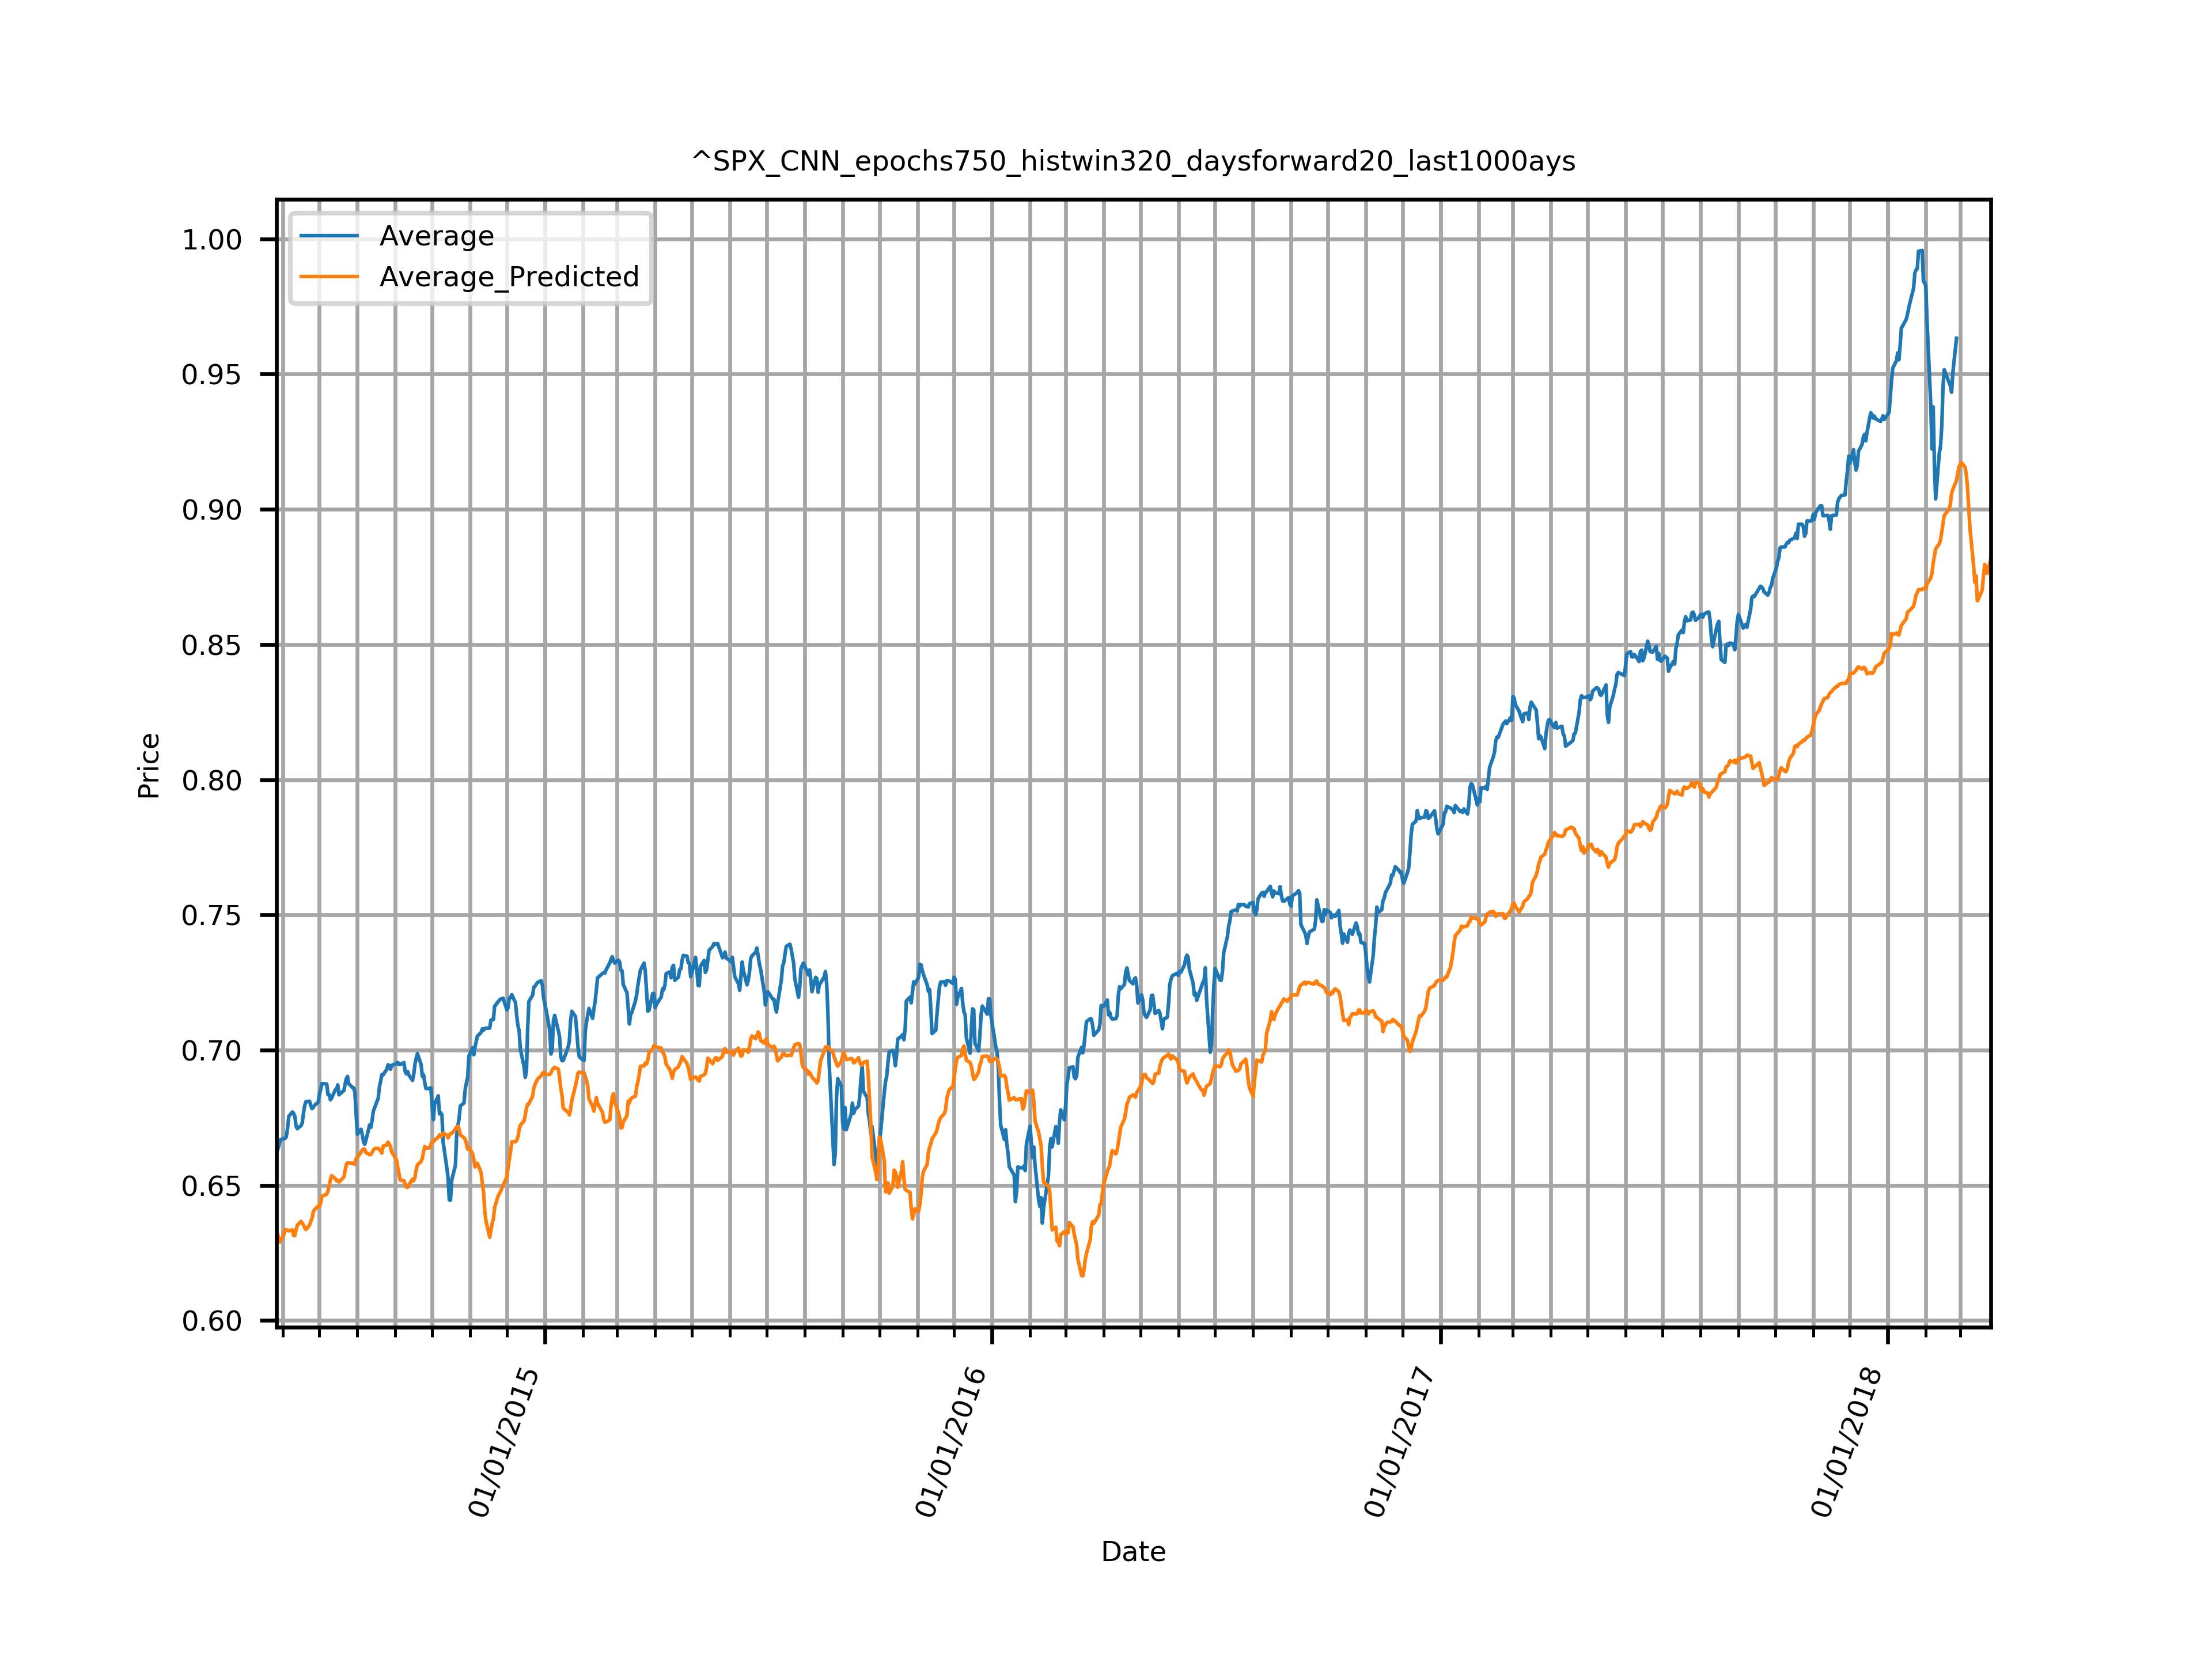 ^SPX_CNN_epochs750_histwin320_daysforward20_last1000ays
Average
Average_Predicted
1.00
0.95
0.90
0.85
0.80
0.75
0.70
0.65
0.60
Price
01/01/2015
01/01/2016
01/01/2017
01/01/2018
Date